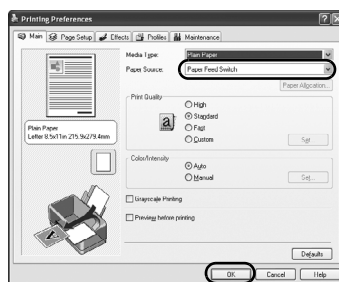 Printing Preferences
Main Page Setup Effects Profiles Maintenance
Media Type: Plain Paper
Paper Source: Paper Feed Switch
Paper Allocation...
Print Quality
High
Standard
Fast
Custom Set...
Plain Paper
Letter 8.5x11in 215.9x279.4mm
Color/Intensity
Auto
Manual Set...
Grayscale Printing
Preview before printing
Defaults
OK Cancel Help